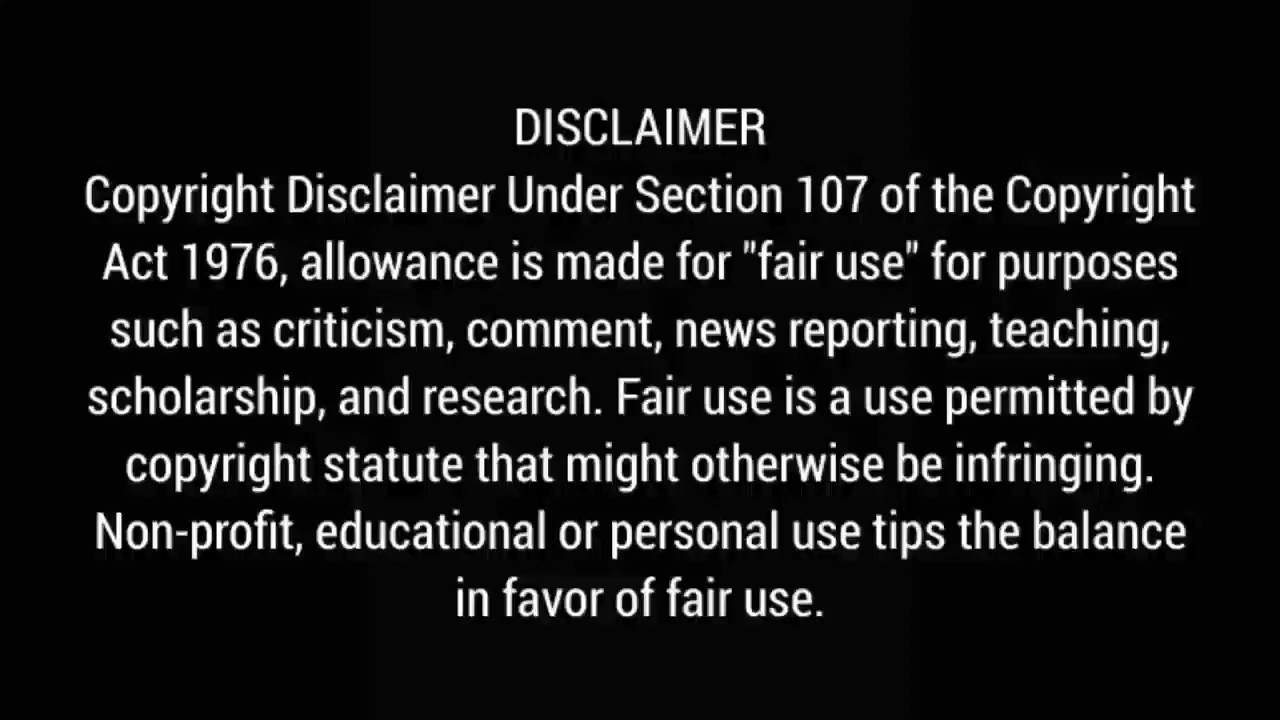 DISCLAIMER
Copyright Disclaimer Under Section 107 of the Copyright
Act 1976, allowance is made for "fair use" for purposes
such as criticism, comment, news reporting, teaching,
scholarship, and research. Fair use is a use permitted by
copyright statute that might otherwise be infringing.
Non-profit, educational or personal use tips the balance
in favor of fair use.